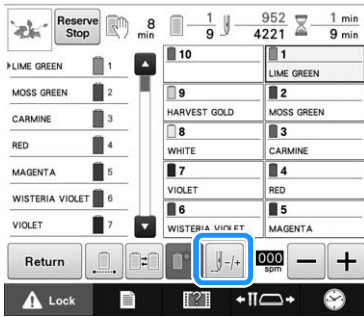 Reserve Stop
8 min
1 9
952 4221
1 min 9 min
LIME GREEN 1
MOSS GREEN 2
CARMINE 3
RED 4
MAGENTA 5
WISTERIA VIOLET 6
VIOLET 7
10
1 LIME GREEN
9 HARVEST GOLD
2 MOSS GREEN
8 WHITE
3 CARMINE
7 VIOLET
4 RED
6 WISTERIA VIOLET
5 MAGENTA
Return
-/+
000 spm
- +
Lock
?